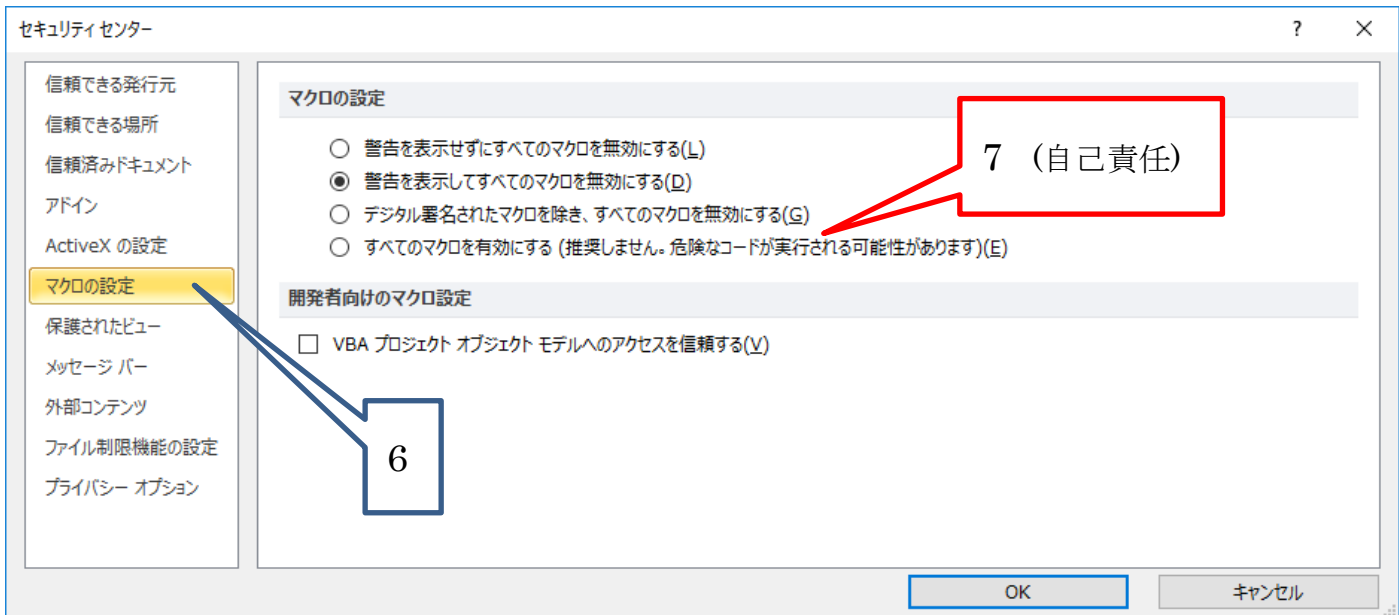 セキュリティ センター
?
信頼できる発行元
信頼できる場所
信頼済みドキュメント
アドイン
ActiveX の設定
マクロの設定
保護されたビュー
メッセージ バー
外部コンテンツ
ファイル制限機能の設定
プライバシー オプション
マクロの設定
警告を表示せずにすべてのマクロを無効にする(L)
警告を表示してすべてのマクロを無効にする(D)
デジタル署名されたマクロを除き、すべてのマクロを無効にする(G)
すべてのマクロを有効にする (推奨しません。危険なコードが実行される可能性があります)(E)
7 (自己責任)
開発者向けのマクロ設定
VBA プロジェクト オブジェクト モデルへのアクセスを信頼する(V)
6
OK
キャンセル